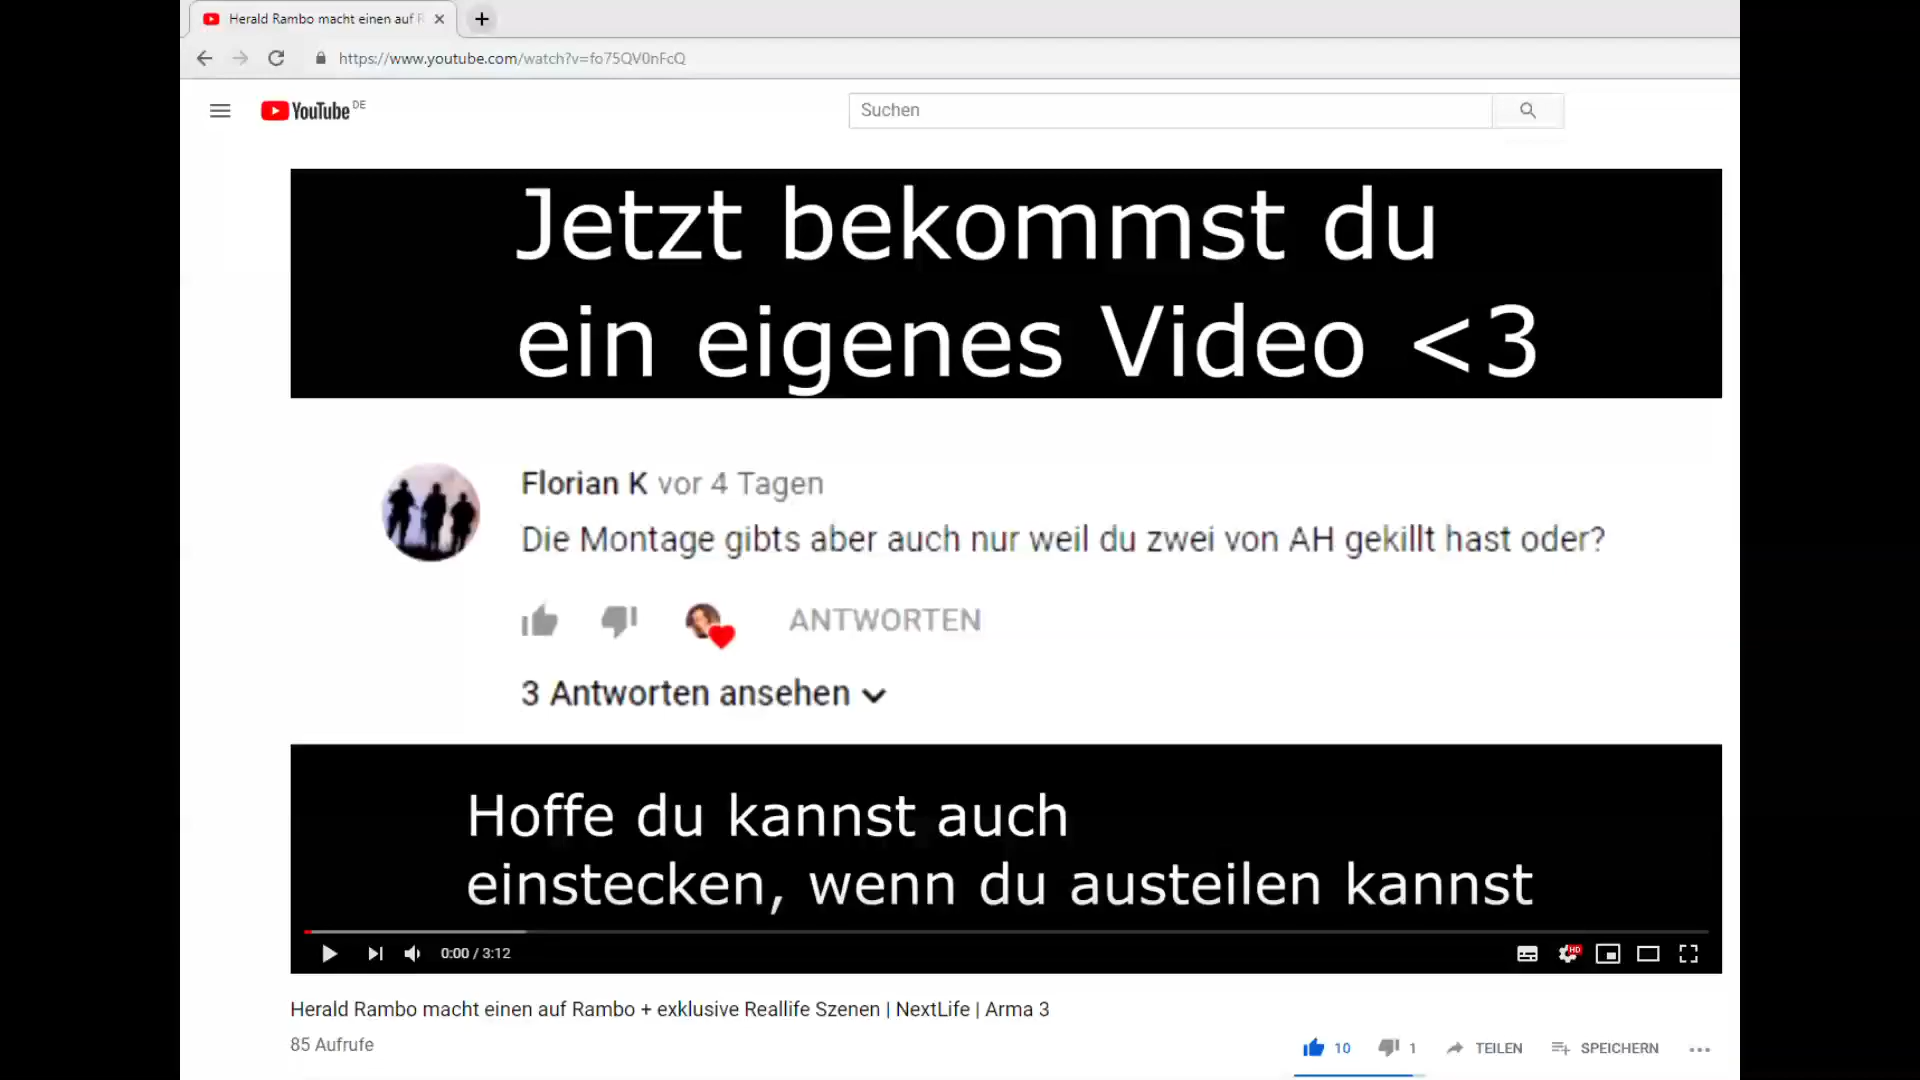 Herald Rambo macht einen auf R
https://www.youtube.com/watch?v=fo75QV0nFcQ
YouTube DE
Suchen
Jetzt bekommst du
ein eigenes Video <3
Florian K vor 4 Tagen
Die Montage gibts aber auch nur weil du zwei von AH gekillt hast oder?
ANTWORTEN
3 Antworten ansehen
Hoffe du kannst auch
einstecken, wenn du austeilen kannst
0:00 / 3:12
HD
Herald Rambo macht einen auf Rambo + exklusive Reallife Szenen | NextLife | Arma 3
85 Aufrufe
10 1 TEILEN SPEICHERN